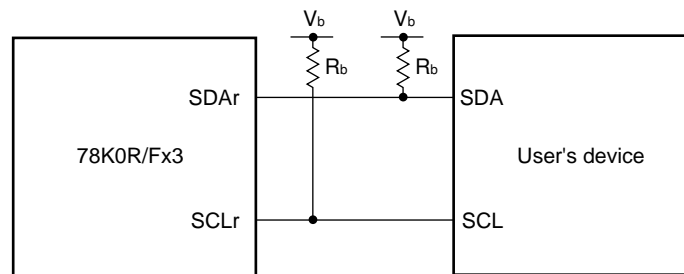 Vb
Vb
Rb
Rb
SDAr
SDA
78K0R/Fx3
User's device
SCLr
SCL